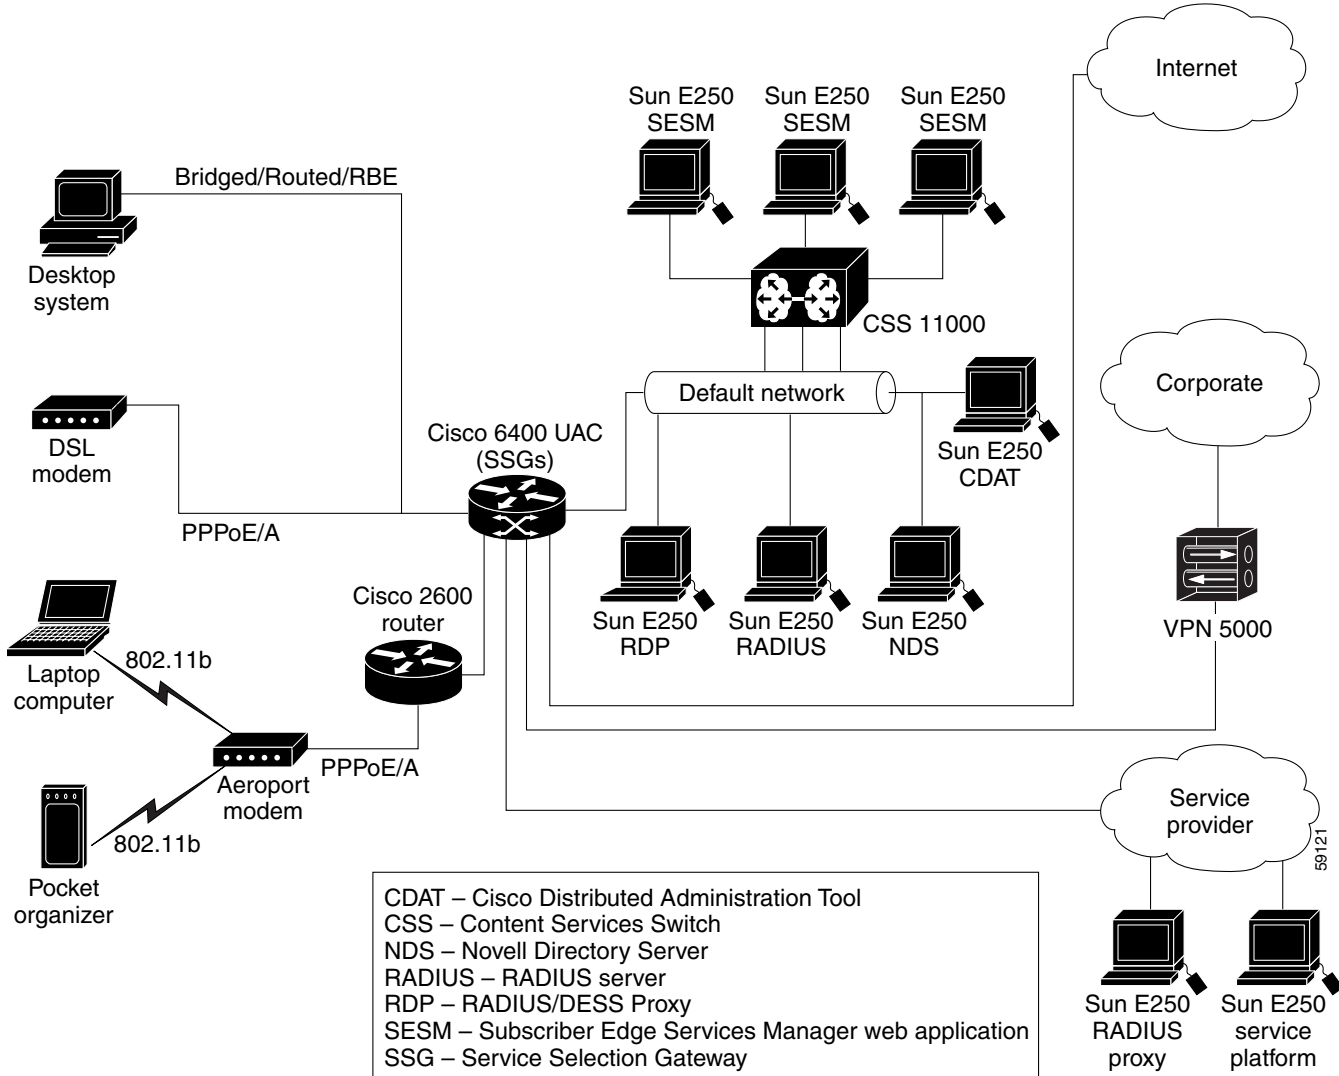 Internet
Sun E250
SESM
Sun E250
SESM
Sun E250
SESM
Bridged/Routed/RBE
Desktop
system
CSS 11000
Default network
Corporate
DSL
modem
Cisco 6400 UAC
(SSGs)
Sun E250
CDAT
PPPoE/A
Cisco 2600
router
Sun E250
RDP
Sun E250
RADIUS
Sun E250
NDS
VPN 5000
802.11b
Laptop
computer
PPPoE/A
Aeroport
modem
802.11b
Pocket
organizer
Service
provider
59121
CDAT – Cisco Distributed Administration Tool
CSS – Content Services Switch
NDS – Novell Directory Server
RADIUS – RADIUS server
RDP – RADIUS/DESS Proxy
SESM – Subscriber Edge Services Manager web application
SSG – Service Selection Gateway
Sun E250
RADIUS
proxy
Sun E250
service
platform